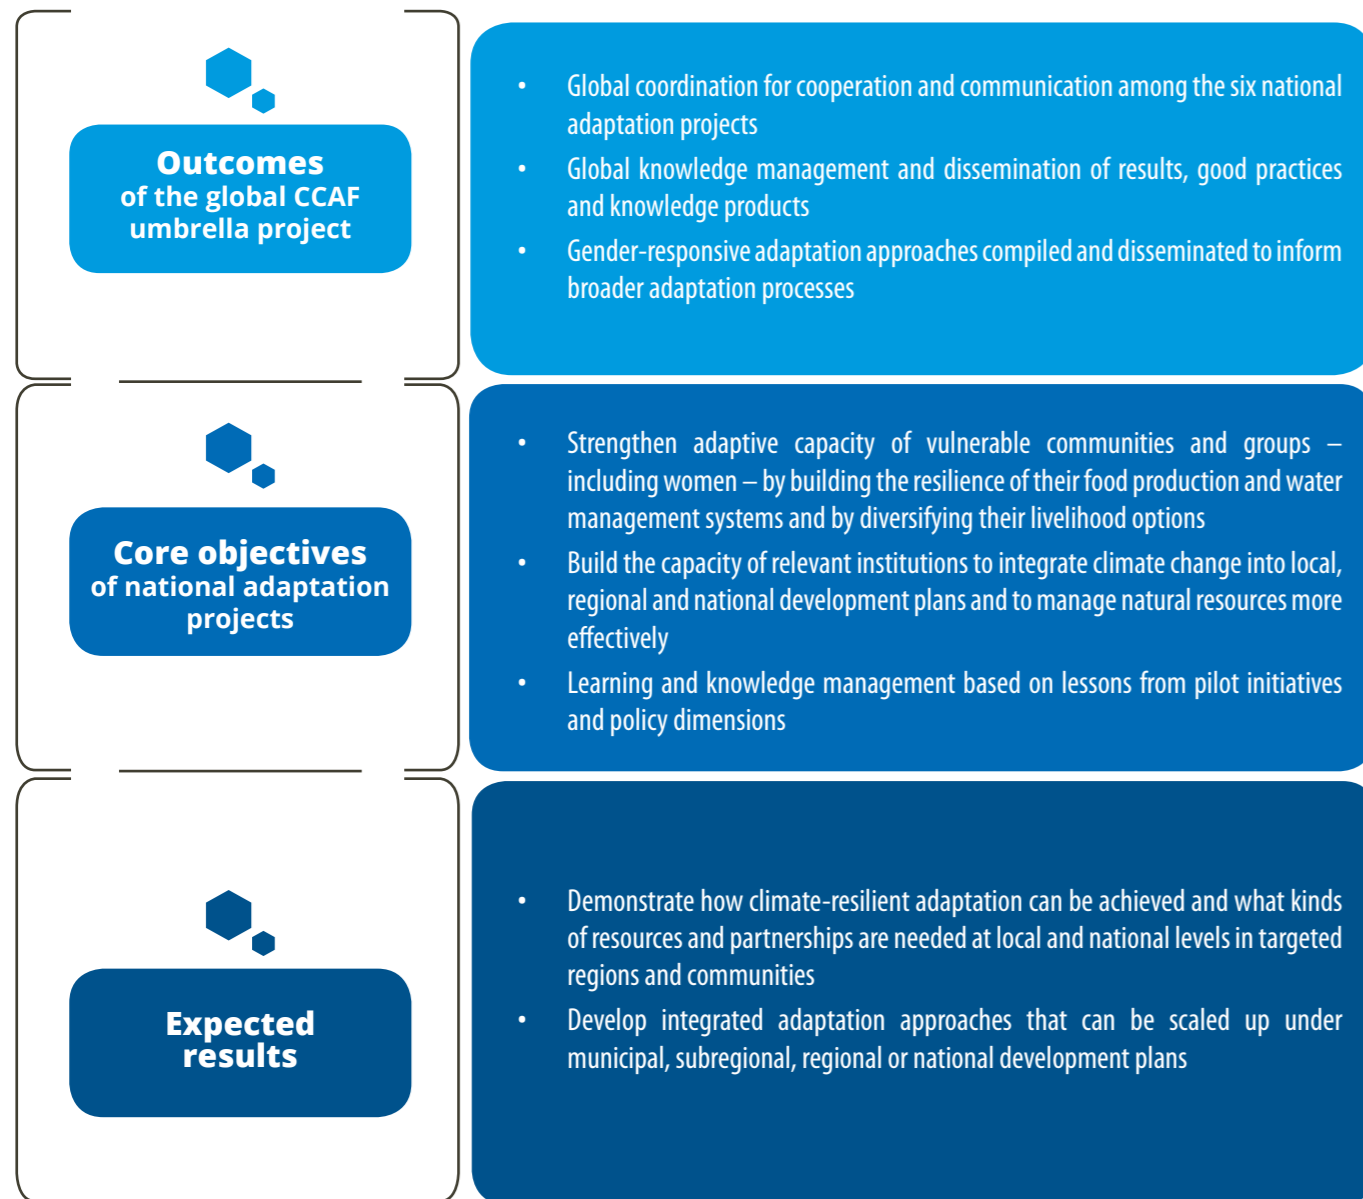 Outcomes
of the global CCAF
umbrella project
• Global coordination for cooperation and communication among the six national
adaptation projects
• Global knowledge management and dissemination of results, good practices
and knowledge products
• Gender-responsive adaptation approaches compiled and disseminated to inform
broader adaptation processes
Core objectives
of national adaptation
projects
• Strengthen adaptive capacity of vulnerable communities and groups –
including women – by building the resilience of their food production and water
management systems and by diversifying their livelihood options
• Build the capacity of relevant institutions to integrate climate change into local,
regional and national development plans and to manage natural resources more
effectively
• Learning and knowledge management based on lessons from pilot initiatives
and policy dimensions
Expected
results
• Demonstrate how climate-resilient adaptation can be achieved and what kinds
of resources and partnerships are needed at local and national levels in targeted
regions and communities
• Develop integrated adaptation approaches that can be scaled up under
municipal, subregional, regional or national development plans